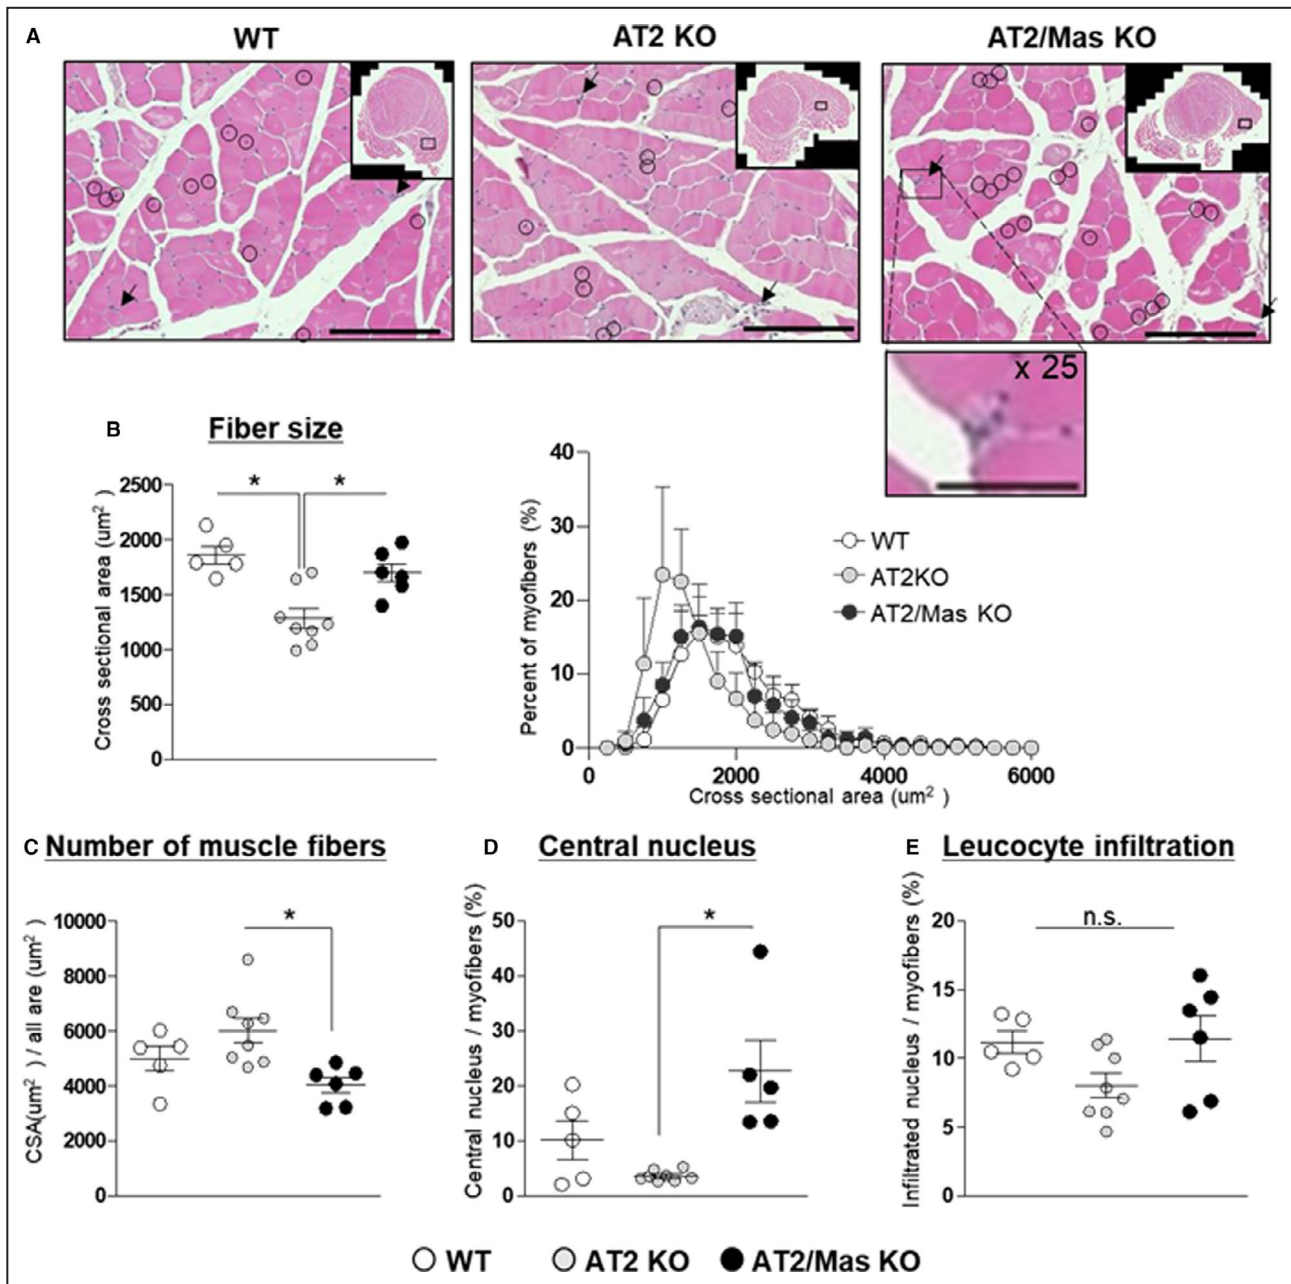 A
WT
AT2 KO
AT2/Mas KO
x 25
B
Fiber size
Cross sectional area (um²)
2500
2000
1500
1000
500
0
*
*
Percent of myofibers (%)
40
30
20
10
0
0
2000
4000
6000
Cross sectional area (um² )
WT
AT2KO
AT2/Mas KO
C
Number of muscle fibers
CSA(um² ) / all are (um² )
10000
8000
6000
4000
2000
0
*
D
Central nucleus
Central nucleus / myofibers (%)
50
40
30
20
10
0
*
E
Leucocyte infiltration
Infiltrated nucleus / myofibers (%)
20
15
10
5
0
n.s.
WT
AT2 KO
AT2/Mas KO